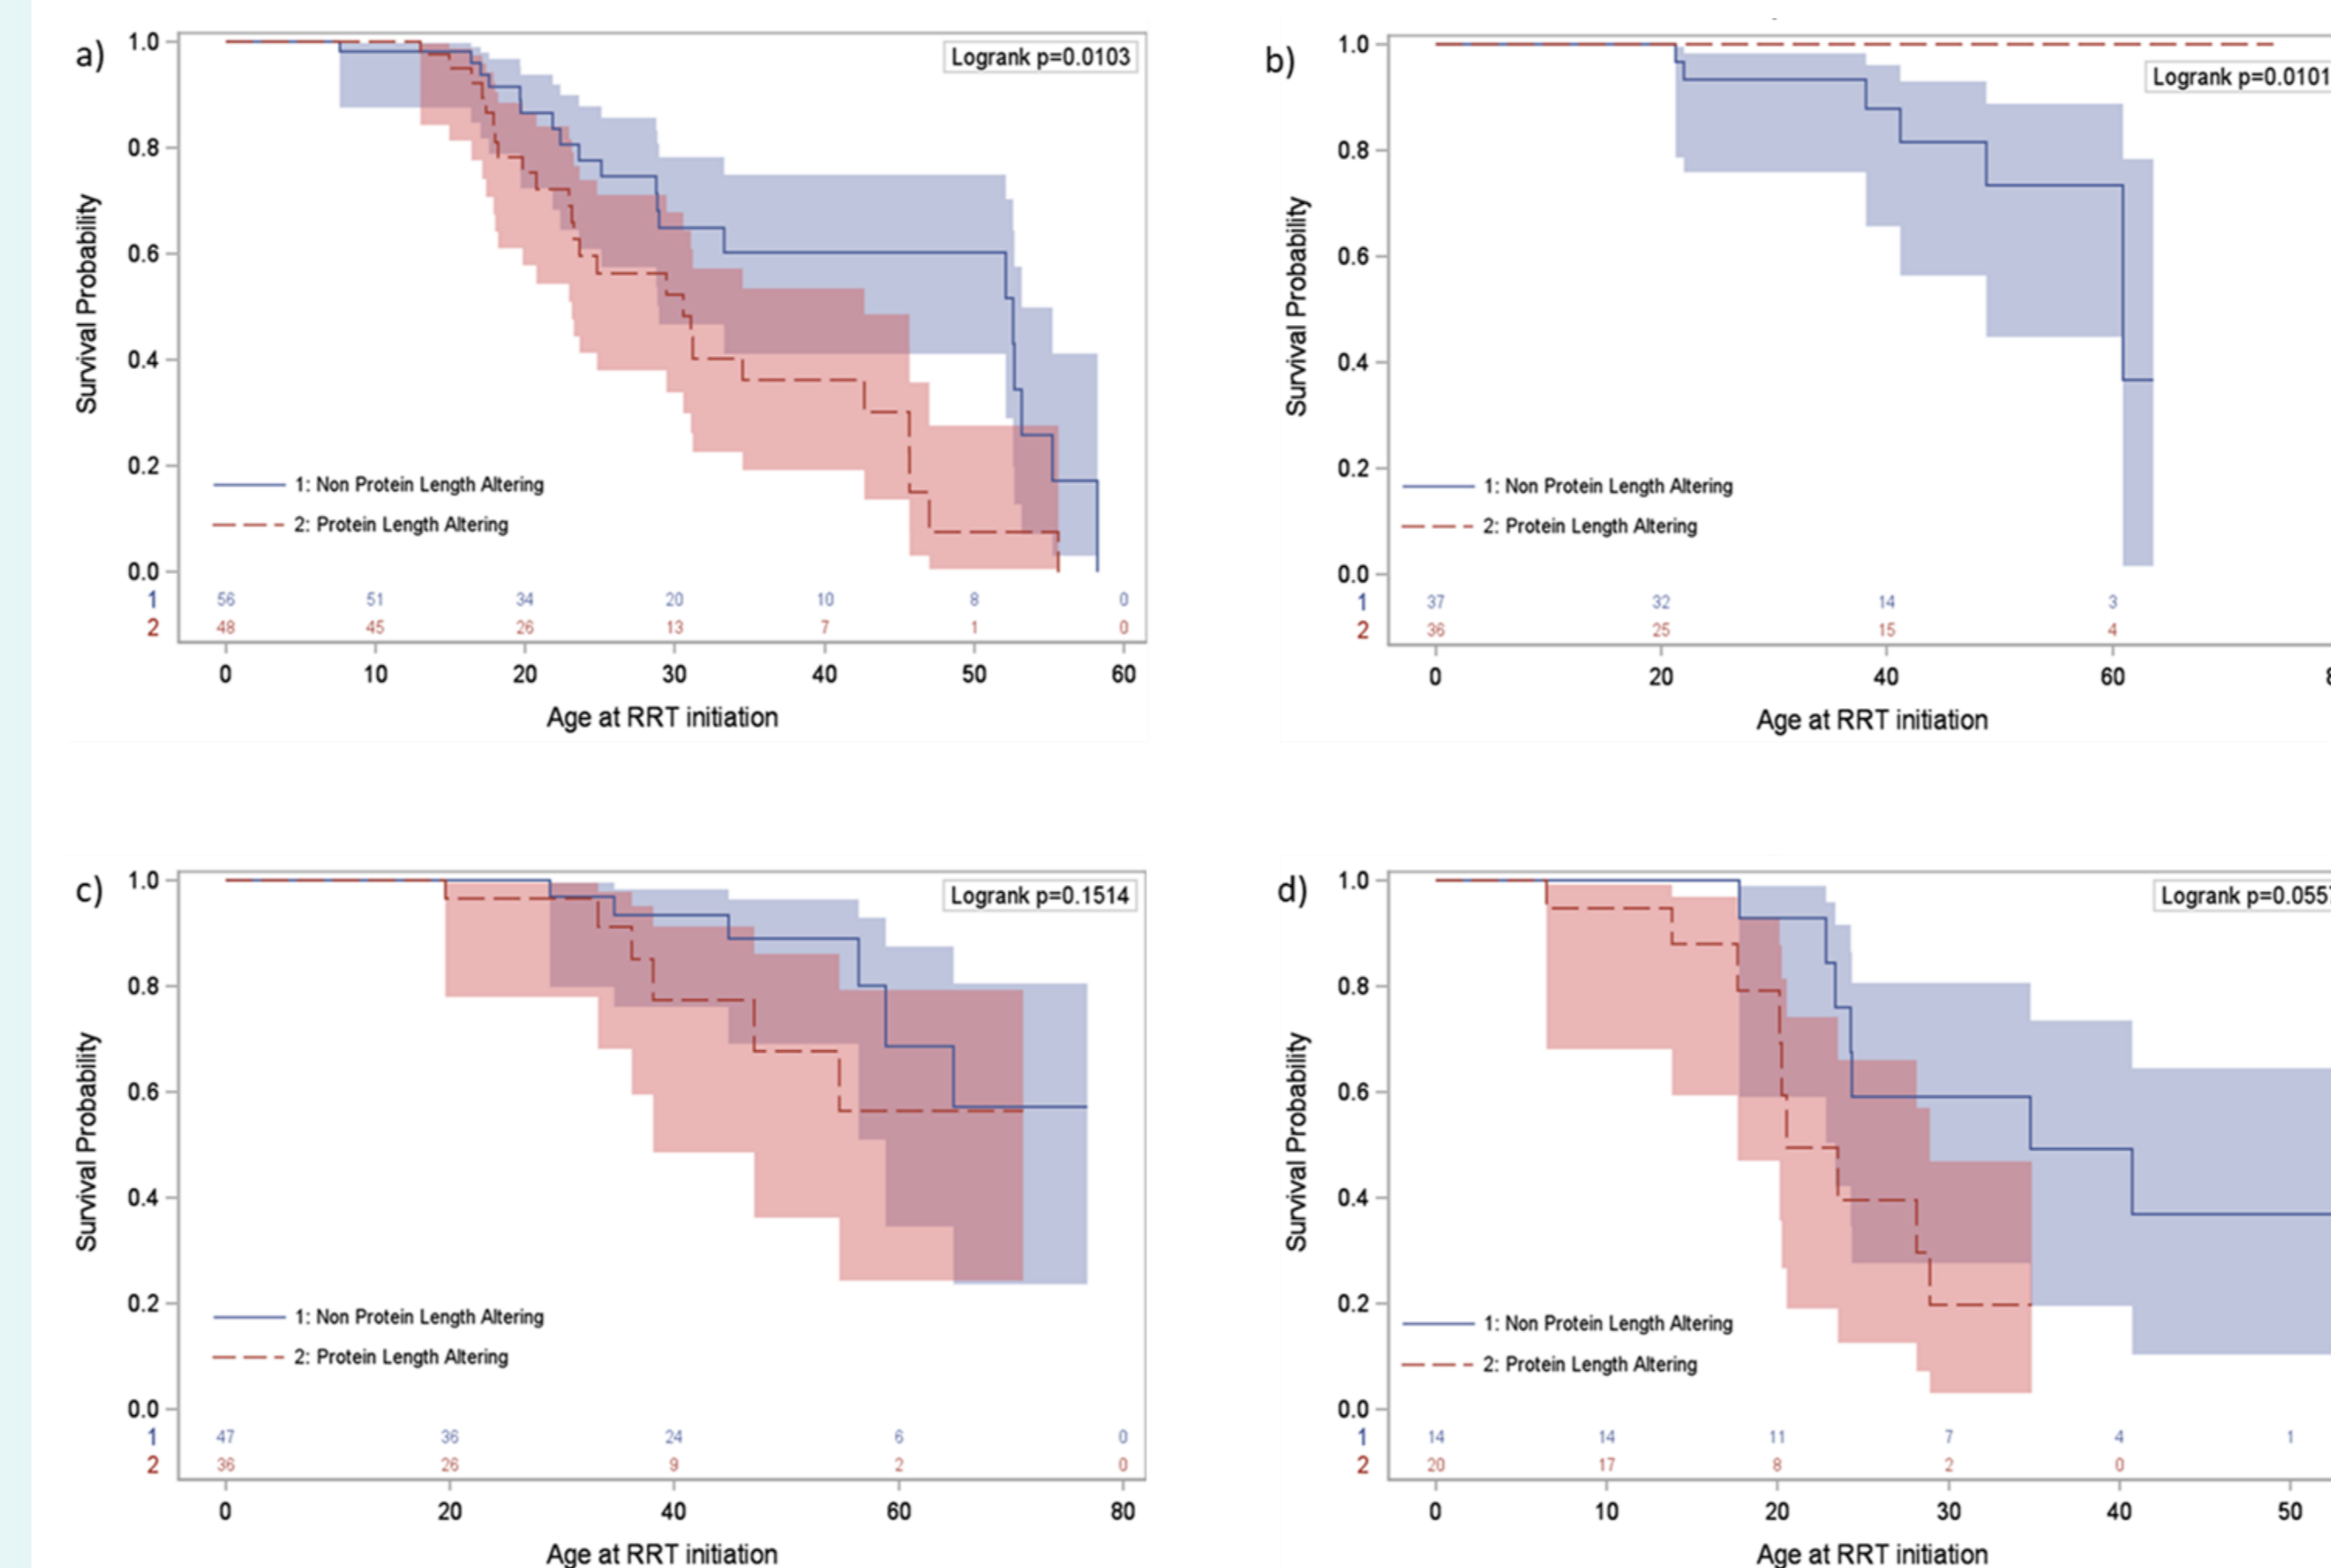 a)
Logrank p=0.0103
Survival Probability
1.0
0.8
0.6
0.4
0.2
0.0
1: Non Protein Length Altering
2: Protein Length Altering
1 56 51 34 20 10 8 0
2 48 45 26 13 7 1 0
0 10 20 30 40 50 60
Age at RRT initiation
b)
Logrank p=0.0101
Survival Probability
1.0
0.8
0.6
0.4
0.2
0.0
1: Non Protein Length Altering
2: Protein Length Altering
1 37 32 14 3
2 36 25 15 4
0 20 40 60
Age at RRT initiation
c)
Logrank p=0.1514
Survival Probability
1.0
0.8
0.6
0.4
0.2
0.0
1: Non Protein Length Altering
2: Protein Length Altering
1 47 36 24 6 0
2 36 26 9 2 0
0 20 40 60 80
Age at RRT initiation
d)
Logrank p=0.055
Survival Probability
1.0
0.8
0.6
0.4
0.2
0.0
1: Non Protein Length Altering
2: Protein Length Altering
1 14 14 11 7 4 1
2 20 17 8 2 0
0 10 20 30 40 50
Age at RRT initiation